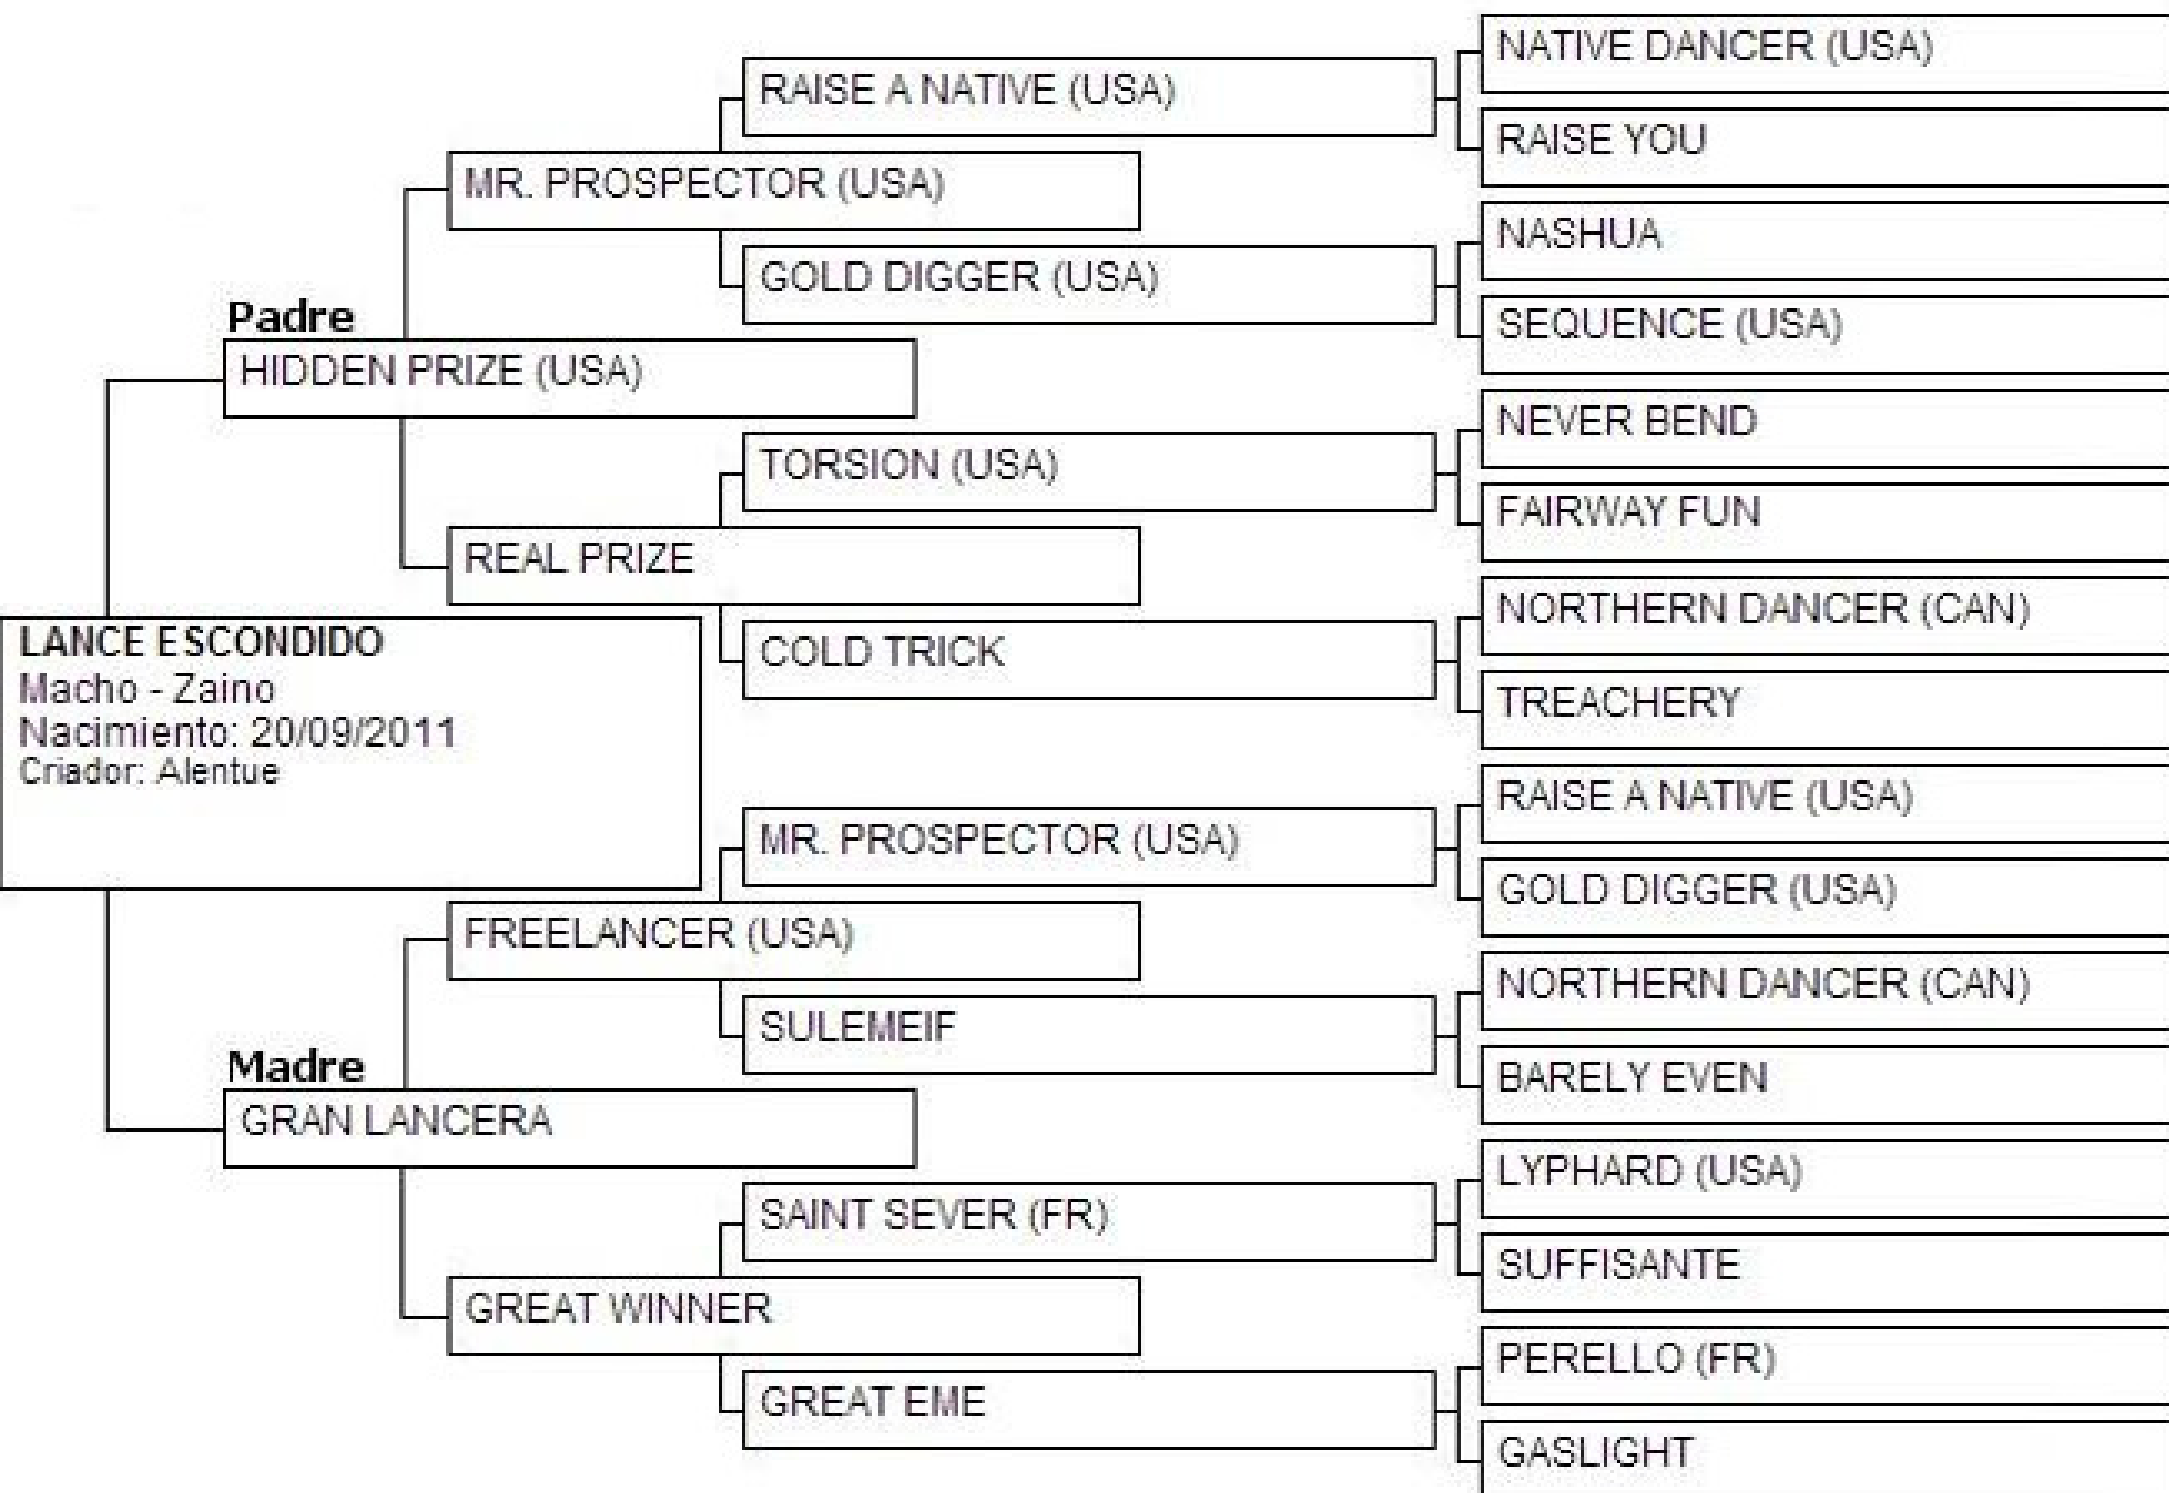 NATIVE DANCER (USA)
RAISE A NATIVE (USA)
RAISE YOU
MR. PROSPECTOR (USA)
NASHUA
GOLD DIGGER (USA)
SEQUENCE (USA)
Padre
HIDDEN PRIZE (USA)
NEVER BEND
TORSION (USA)
FAIRWAY FUN
REAL PRIZE
NORTHERN DANCER (CAN)
COLD TRICK
TREACHERY
LANCE ESCONDIDO
Macho - Zaino
Nacimiento: 20/09/2011
Criador: Alentue
RAISE A NATIVE (USA)
MR. PROSPECTOR (USA)
GOLD DIGGER (USA)
FREELANCER (USA)
NORTHERN DANCER (CAN)
SULEMEIF
BARELY EVEN
Madre
GRAN LANCERA
LYPHARD (USA)
SAINT SEVER (FR)
SUFFISANTE
GREAT WINNER
PERELLO (FR)
GREAT EME
GASLIGHT